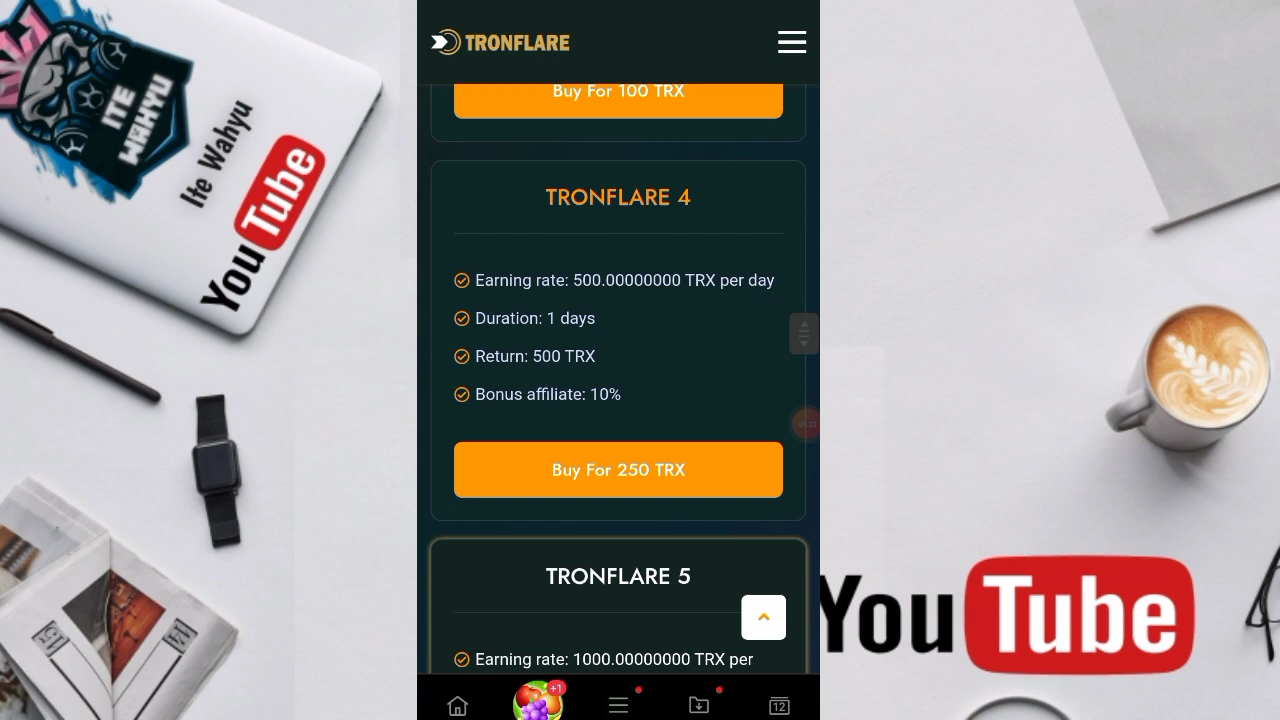 ITE
WAHYU
Ite Wahyu
YouTube
TRONFLARE
Buy For 100 TRX
TRONFLARE 4
Earning rate: 500.00000000 TRX per day
Duration: 1 days
Return: 500 TRX
Bonus affiliate: 10%
Buy For 250 TRX
TRONFLARE 5
Earning rate: 1000.00000000 TRX per
+1
12
YouTube